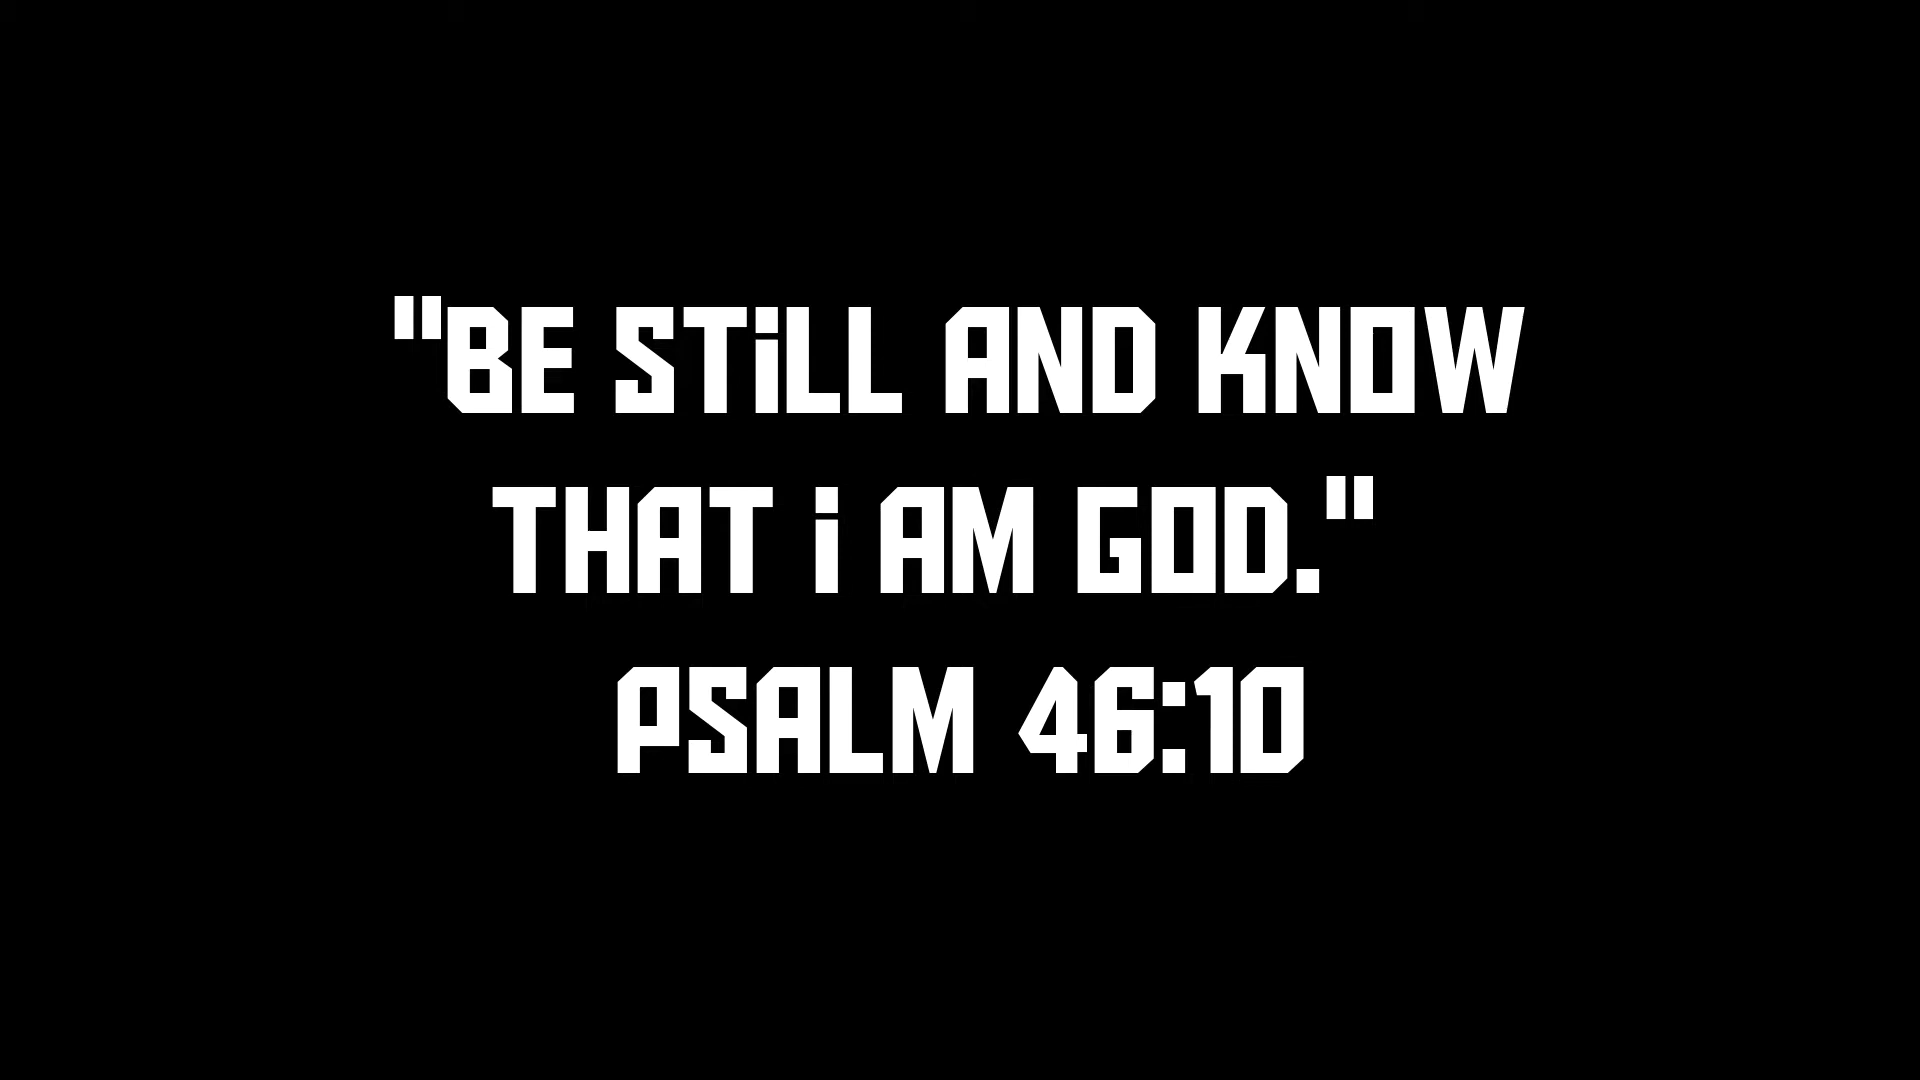 "BE STiLL AND KNOW
THAT i AM GOD."
PSALM 46:10